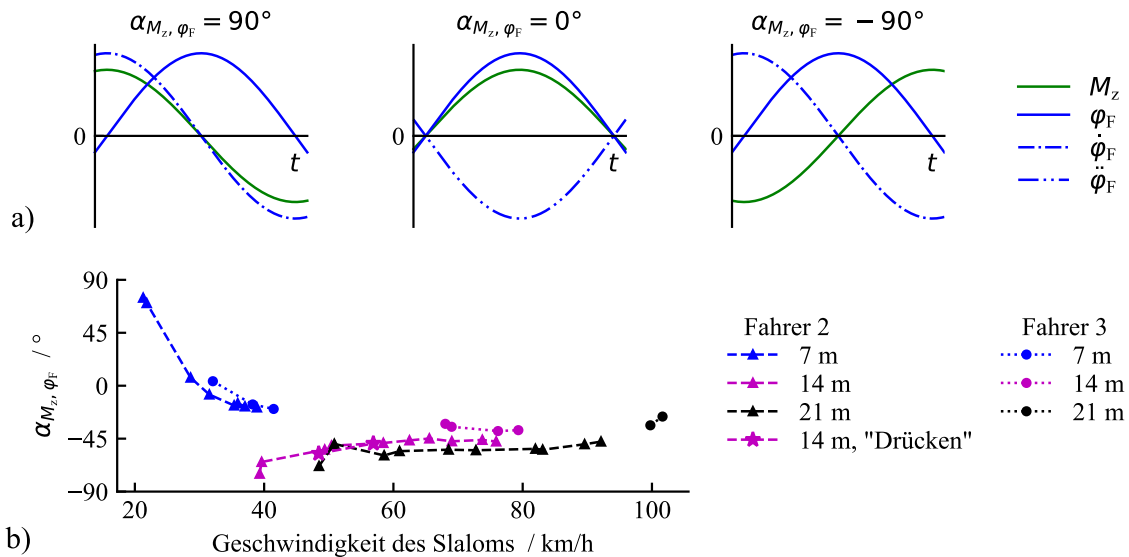 α_{M_z, φ_F} = 90°
α_{M_z, φ_F} = 0°
α_{M_z, φ_F} = −90°
0
t
0
t
0
t
M_z
φ_F
φ̇_F
φ̈_F
a)
90
45
0
−45
−90
α_{M_z, φ_F} / °
20
40
60
80
100
Geschwindigkeit des Slaloms / km/h
b)
Fahrer 2
7 m
14 m
21 m
14 m, "Drücken"
Fahrer 3
7 m
14 m
21 m